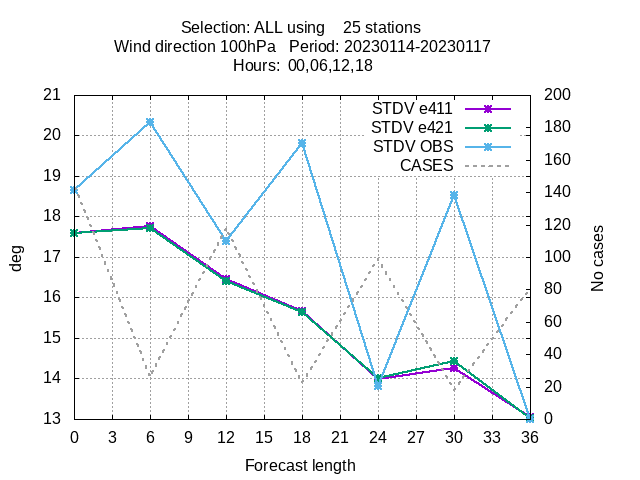 Selection: ALL using 25 stations
Wind direction 100hPa Period: 20230114-20230117
Hours: 00,06,12,18
STDV e411
STDV e421
STDV OBS
CASES
deg
21
20
19
18
17
16
15
14
13
200
180
160
140
120
100
80
60
40
20
0
No cases
0 3 6 9 12 15 18 21 24 27 30 33 36
Forecast length